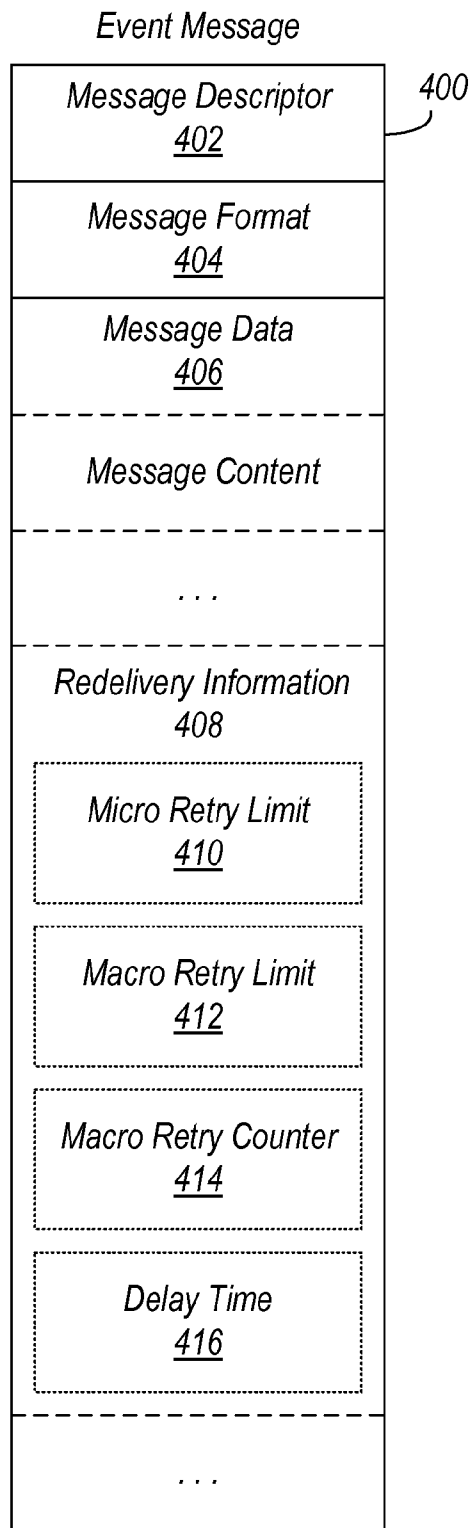 Event Message
400
Message Descriptor
402
Message Format
404
Message Data
406
Message Content
. . .
Redelivery Information
408
Micro Retry Limit
410
Macro Retry Limit
412
Macro Retry Counter
414
Delay Time
416
. . .